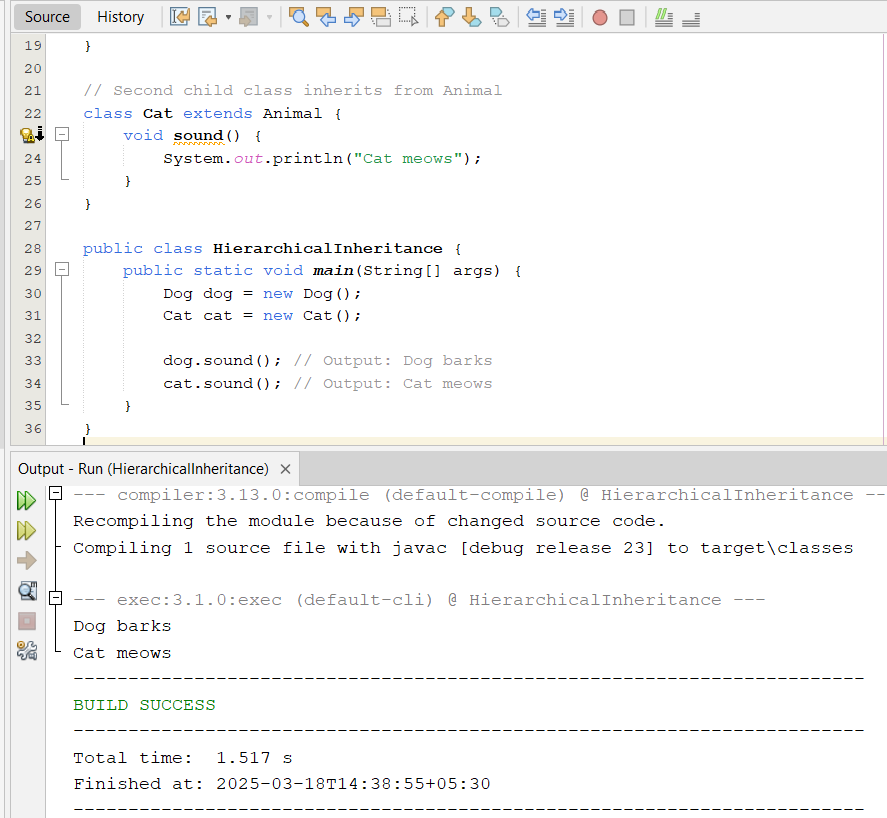 Source History
19 }
20
21 // Second child class inherits from Animal
22 class Cat extends Animal {
void sound() {
24 System.out.println("Cat meows");
25 }
26 }
27
28 public class HierarchicalInheritance {
29 public static void main(String[] args) {
30 Dog dog = new Dog();
31 Cat cat = new Cat();
32
33 dog.sound(); // Output: Dog barks
34 cat.sound(); // Output: Cat meows
35 }
36 }
Output - Run (HierarchicalInheritance) ×
--- compiler:3.13.0:compile (default-compile) @ HierarchicalInheritance --
Recompiling the module because of changed source code.
Compiling 1 source file with javac [debug release 23] to target\classes
--- exec:3.1.0:exec (default-cli) @ HierarchicalInheritance ---
Dog barks
Cat meows
------------------------------------------------------------------------
BUILD SUCCESS
------------------------------------------------------------------------
Total time:  1.517 s
Finished at: 2025-03-18T14:38:55+05:30
------------------------------------------------------------------------